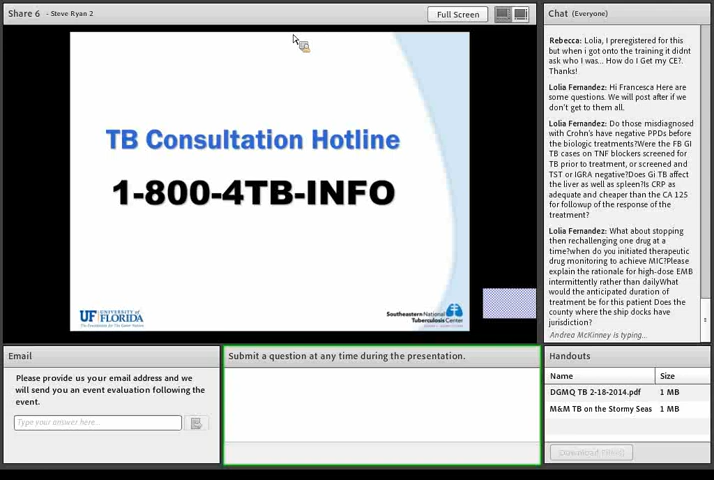 Share 6 - Steve Ryan 2
Full Screen
TB Consultation Hotline
1-800-4TB-INFO
UF UNIVERSITY of FLORIDA
Southeastern National
Tuberculosis Center
Chat (Everyone)
Rebecca: Lolia, I preregistered for this
but when i got onto the training it didnt
ask who I was... How do I Get my CE?.
Thanks!
Lolia Fernandez: Hi Francesca Here are
some questions. We will post after if we
don't get to them all.
Lolia Fernandez: Do those misdiagnosed
with Crohn's have negative PPDs before
the biologic treatments?Were the FB GI
TB cases on TNF blockers screened for
TB prior to treatment, or screened and
TST or IGRA negative?Does Gi TB affect
the liver as well as spleen?Is CRP as
adequate and cheaper than the CA 125
for followup of the response of the
treatment?
Lolia Fernandez: What about stopping
then rechallenging one drug at a
time?when do you initiated therapeutic
drug monitoring to achieve MIC?Please
explain the rationale for high-dose EMB
intermittently rather than dailyWhat
would the anticipated duration of
treatment be for this patient Does the
county where the ship docks have
jurisdiction?
Andrea McKinney is typing...
Email
Please provide us your email address and we
will send you an event evaluation following the
event.
Type your answer here...
Submit a question at any time during the presentation.
Handouts
Name Size
DGMQ TB 2-18-2014.pdf 1 MB
M&M TB on the Stormy Seas 1 MB
Download File(s)